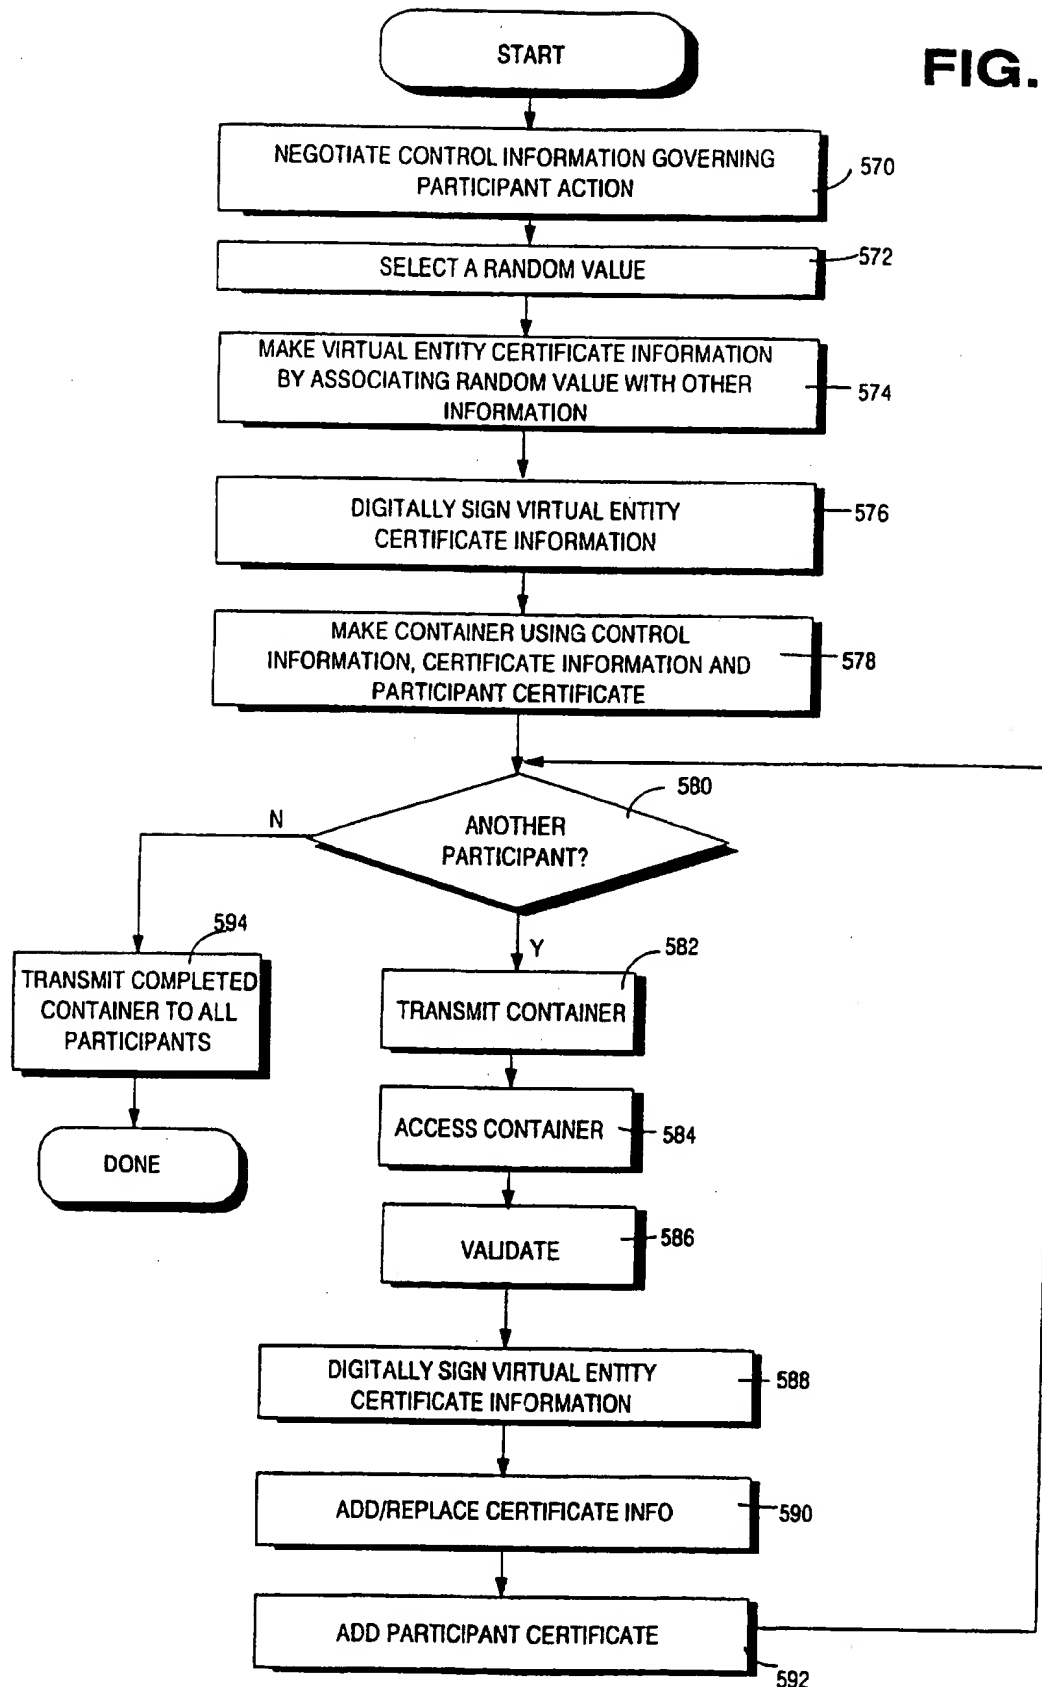 START
FIG.
NEGOTIATE CONTROL INFORMATION GOVERNING
PARTICIPANT ACTION
570
SELECT A RANDOM VALUE
572
MAKE VIRTUAL ENTITY CERTIFICATE INFORMATION
BY ASSOCIATING RANDOM VALUE WITH OTHER
INFORMATION
574
DIGITALLY SIGN VIRTUAL ENTITY
CERTIFICATE INFORMATION
576
MAKE CONTAINER USING CONTROL
INFORMATION, CERTIFICATE INFORMATION AND
PARTICIPANT CERTIFICATE
578
580
ANOTHER
PARTICIPANT?
N
Y
594
TRANSMIT COMPLETED
CONTAINER TO ALL
PARTICIPANTS
DONE
582
TRANSMIT CONTAINER
ACCESS CONTAINER
584
VALIDATE
586
DIGITALLY SIGN VIRTUAL ENTITY
CERTIFICATE INFORMATION
588
ADD/REPLACE CERTIFICATE INFO
590
ADD PARTICIPANT CERTIFICATE
592